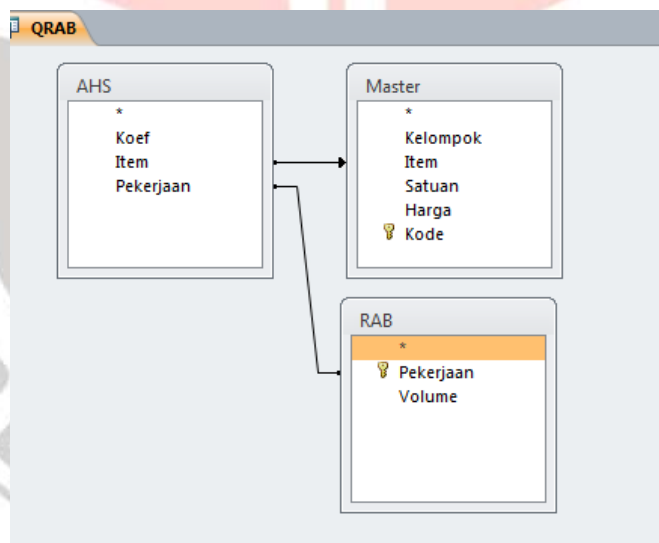 QRAB
AHS
*
Koef
Item
Pekerjaan
Master
*
Kelompok
Item
Satuan
Harga
Kode
RAB
*
Pekerjaan
Volume